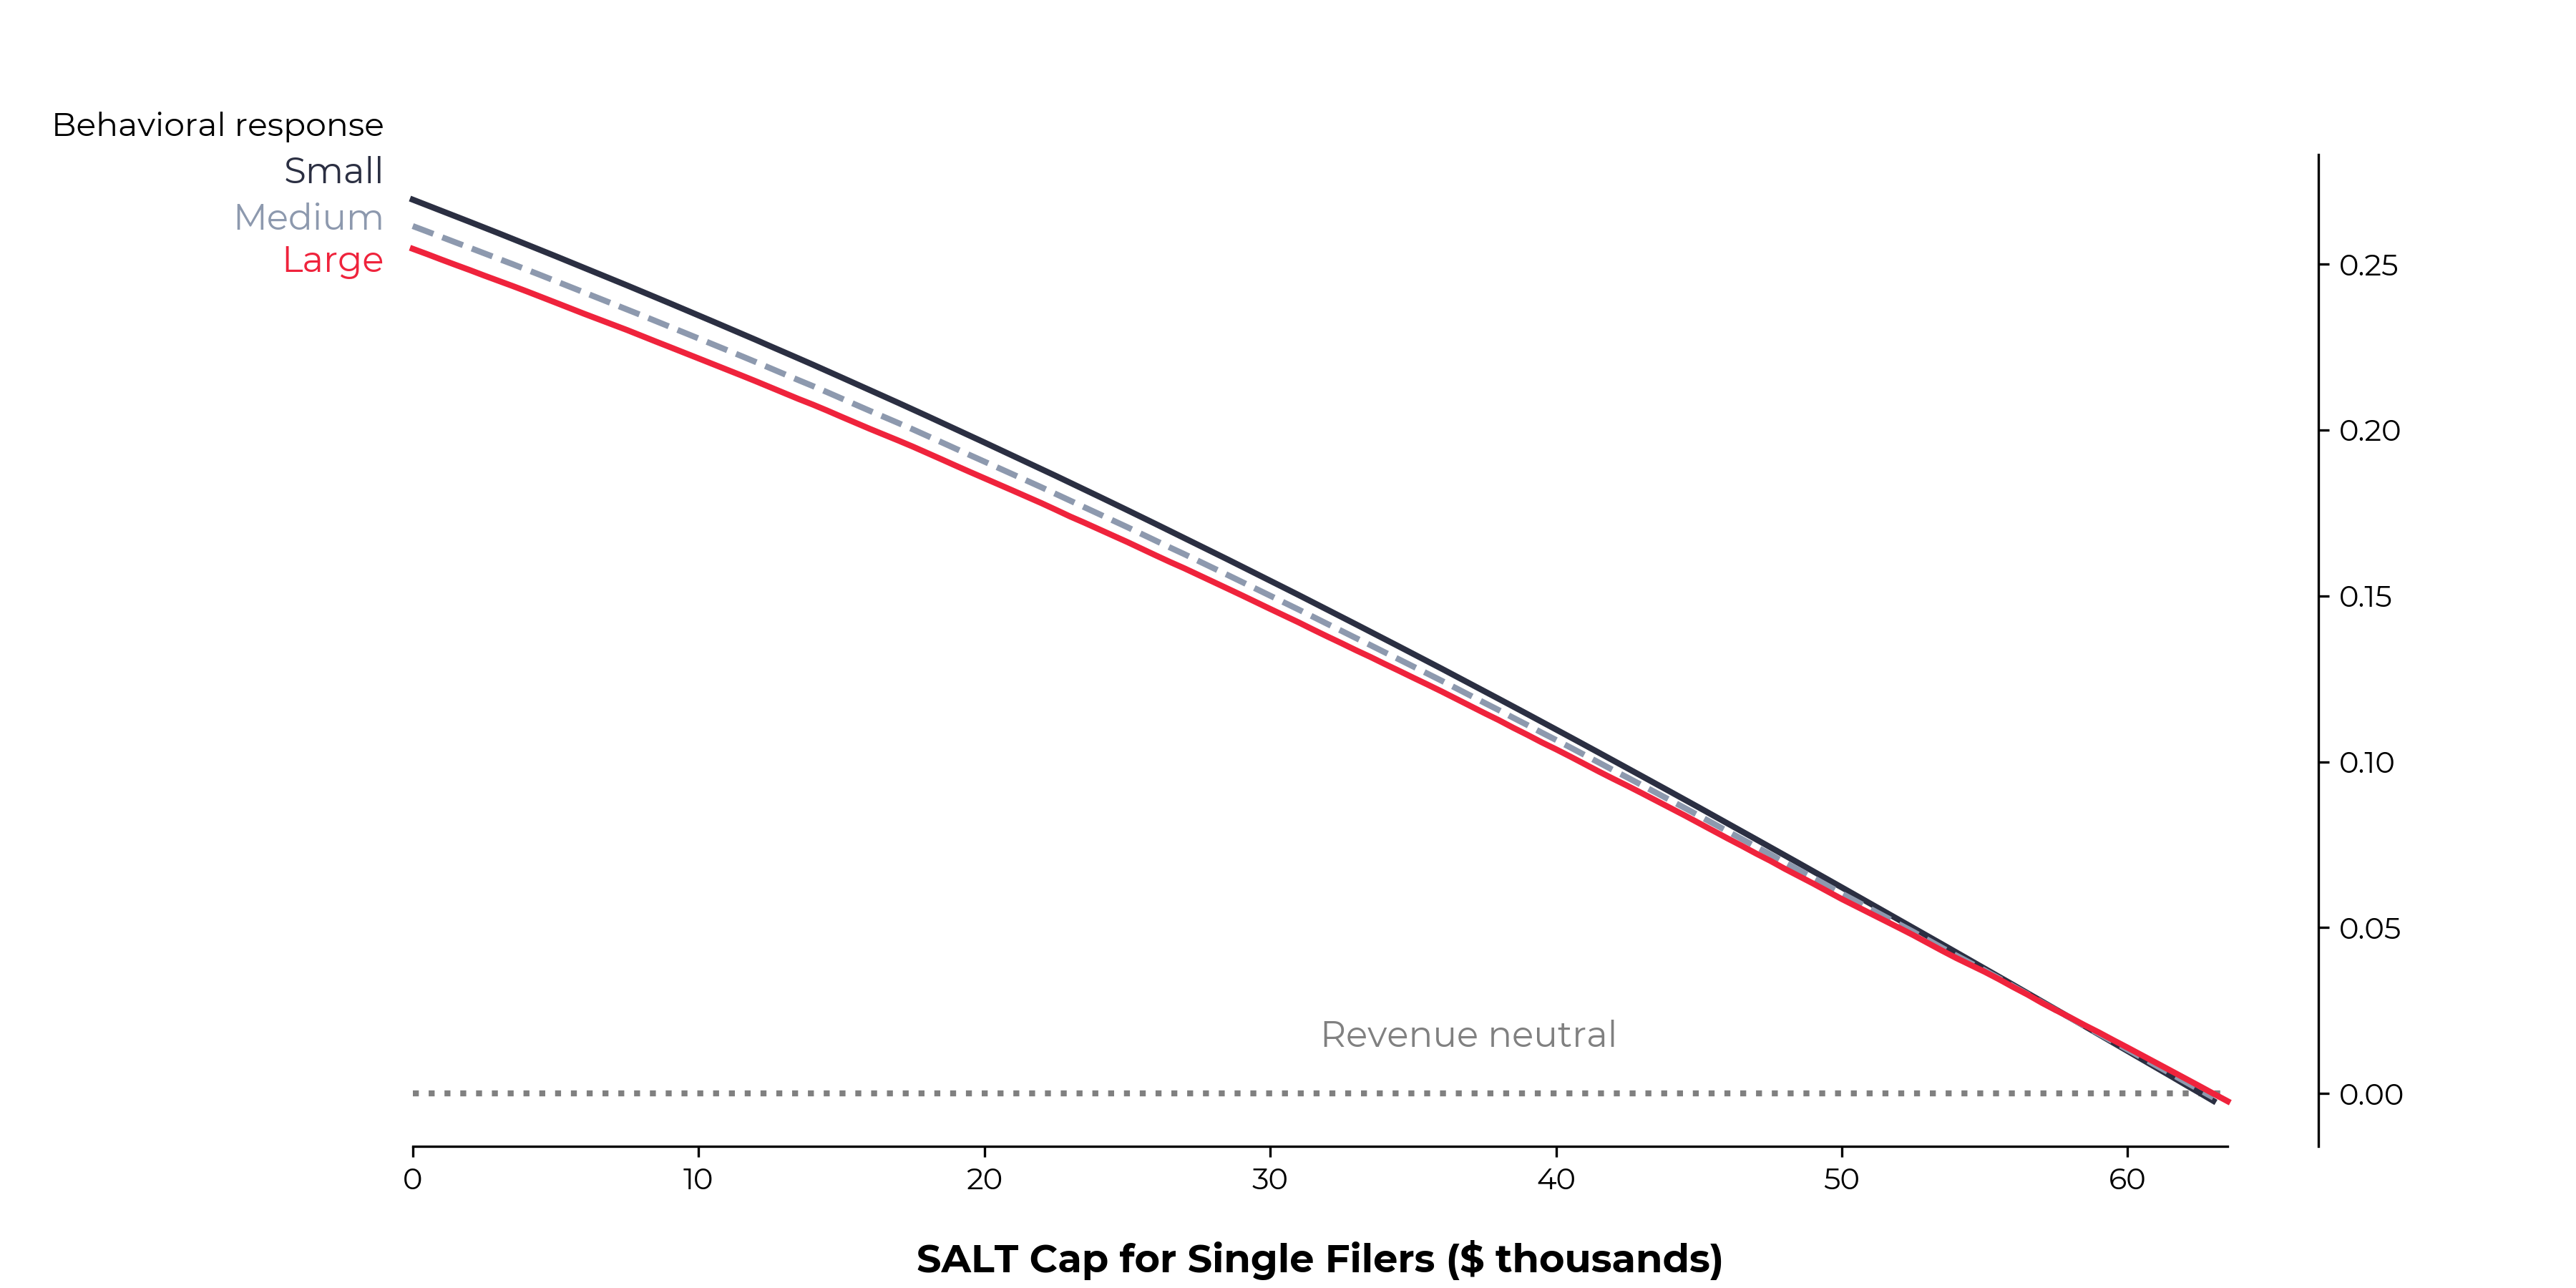 Behavioral response
Small
Medium
Large
0.25
0.20
0.15
0.10
0.05
0.00
Revenue neutral
0 10 20 30 40 50 60
SALT Cap for Single Filers ($ thousands)